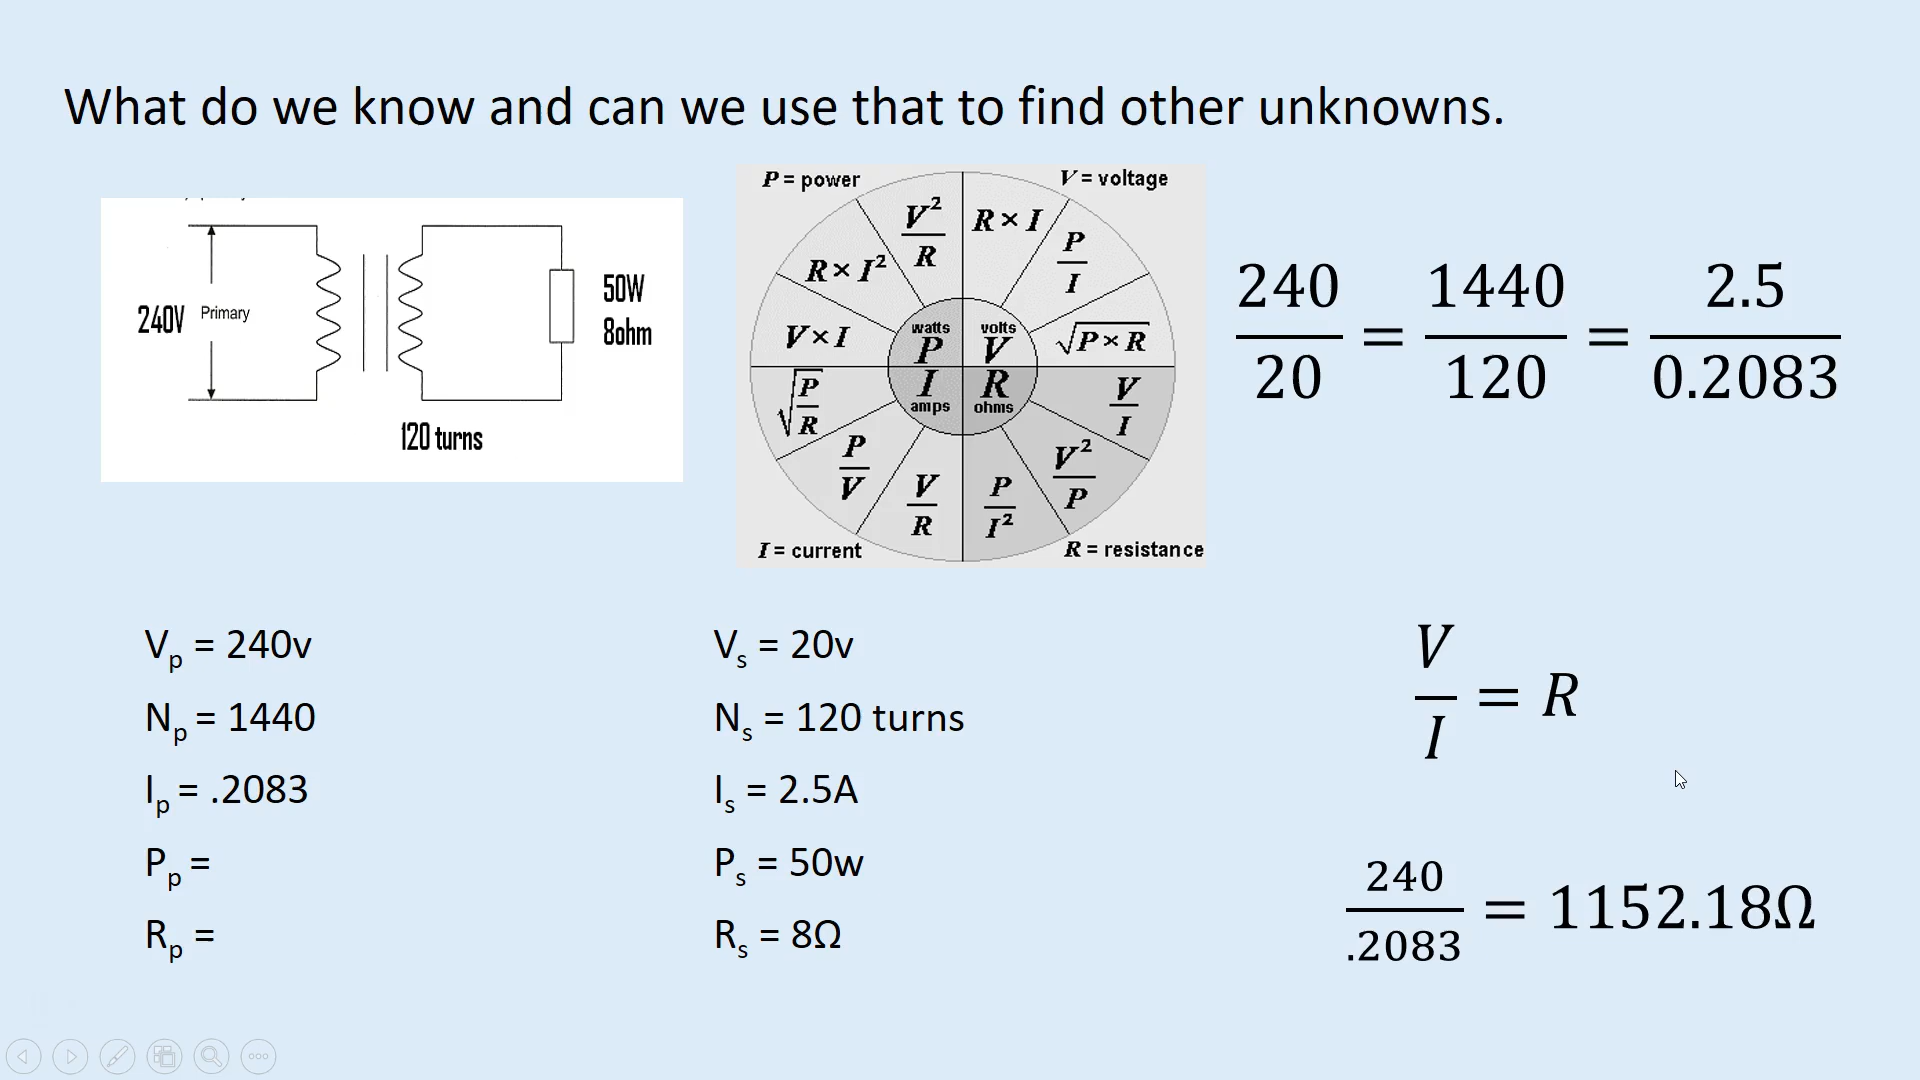 What do we know and can we use that to find other unknowns.
240V
Primary
50W
8ohm
120 turns
P = power
V = voltage
V²/R
R × I
R × I²
P/I
V × I
√(P × R)
watts
P
volts
V
I
amps
R
ohms
√(P/R)
V/I
P/V
V²/P
V/R
P/I²
I = current
R = resistance
240/20 = 1440/120 = 2.5/0.2083
V/I = R
240/.2083 = 1152.18Ω
Vp = 240v
Np = 1440
Ip = .2083
Pp =
Rp =
Vs = 20v
Ns = 120 turns
Is = 2.5A
Ps = 50w
Rs = 8Ω